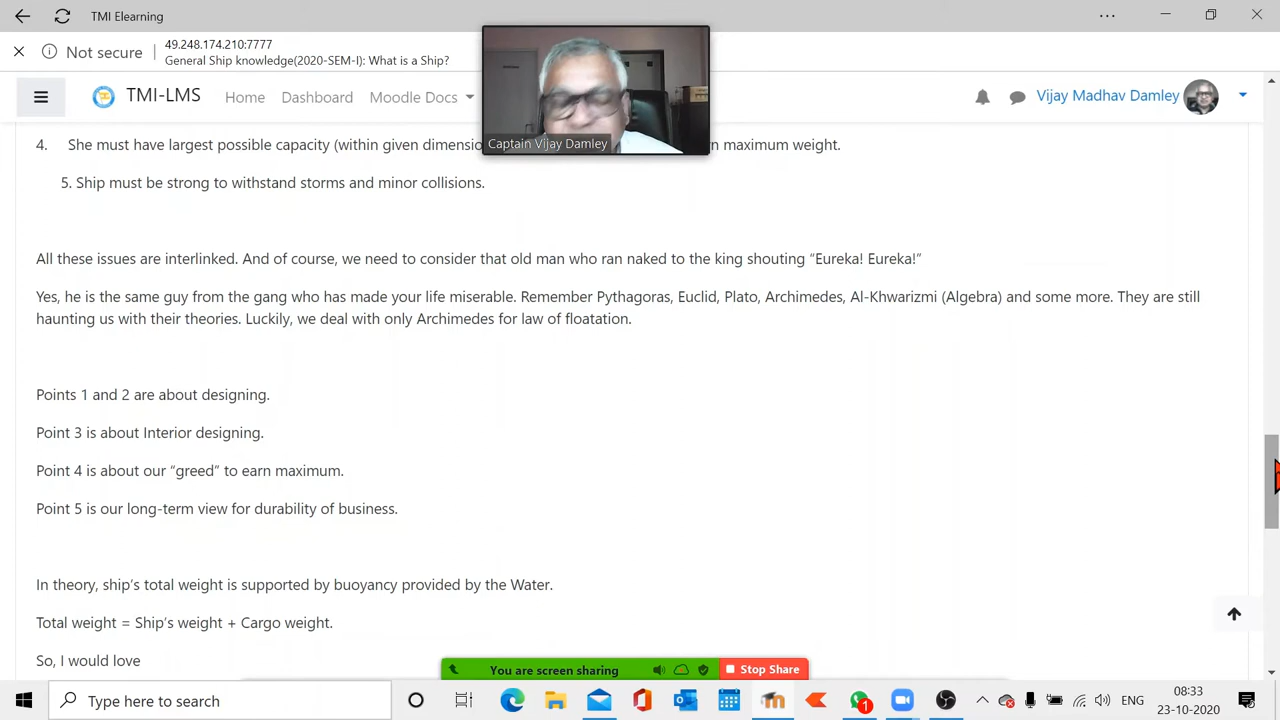 TMI Elearning
Not secure
49.248.174.210:7777
General Ship knowledge(2020-SEM-I): What is a Ship?
TMI-LMS
Home
Dashboard
Moodle Docs
Vijay Madhav Damley
Captain Vijay Damley
4. She must have largest possible capacity (within given maximum weight.
5. Ship must be strong to withstand storms and minor collisions.
All these issues are interlinked. And of course, we need to consider that old man who ran naked to the king shouting “Eureka! Eureka!”
Yes, he is the same guy from the gang who has made your life miserable. Remember Pythagoras, Euclid, Plato, Archimedes, Al-Khwarizmi (Algebra) and some more. They are still
haunting us with their theories. Luckily, we deal with only Archimedes for law of floatation.
Points 1 and 2 are about designing.
Point 3 is about Interior designing.
Point 4 is about our “greed” to earn maximum.
Point 5 is our long-term view for durability of business.
In theory, ship’s total weight is supported by buoyancy provided by the Water.
Total weight = Ship’s weight + Cargo weight.
So, I would love
You are screen sharing
Stop Share
Type here to search
1
ENG
08:33
23-10-2020